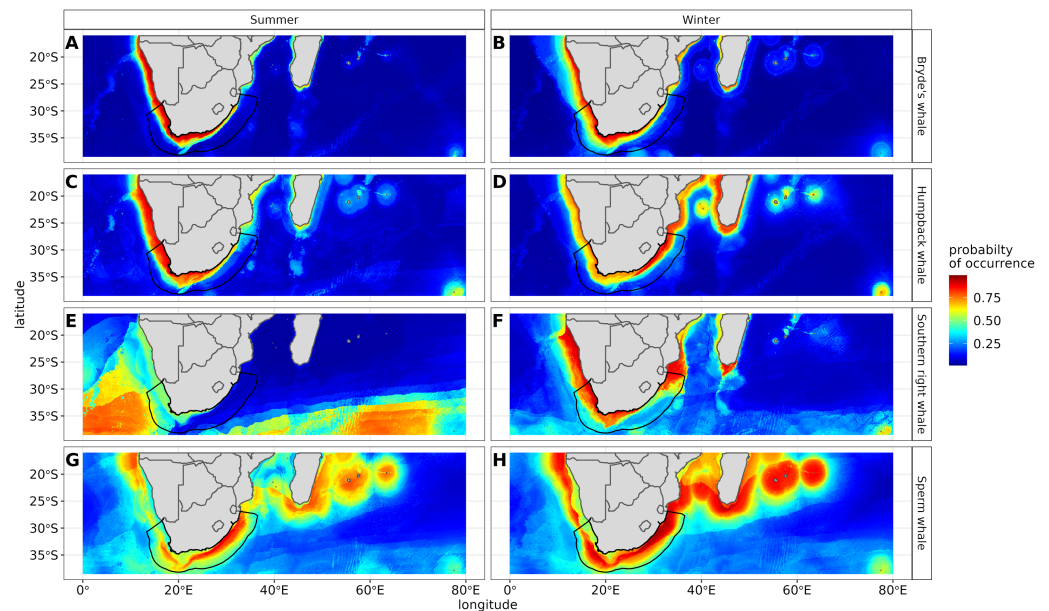 Summer
Winter
A
B
20°S
25°S
30°S
35°S
Bryde's whale
C
D
20°S
25°S
30°S
35°S
Humpback whale
probabilty
of occurrence
0.75
0.50
0.25
latitude
E
F
20°S
25°S
30°S
35°S
Southern right whale
G
H
20°S
25°S
30°S
35°S
Sperm whale
0° 20°E 40°E 60°E 80°E 0° 20°E 40°E 60°E 80°E
longitude